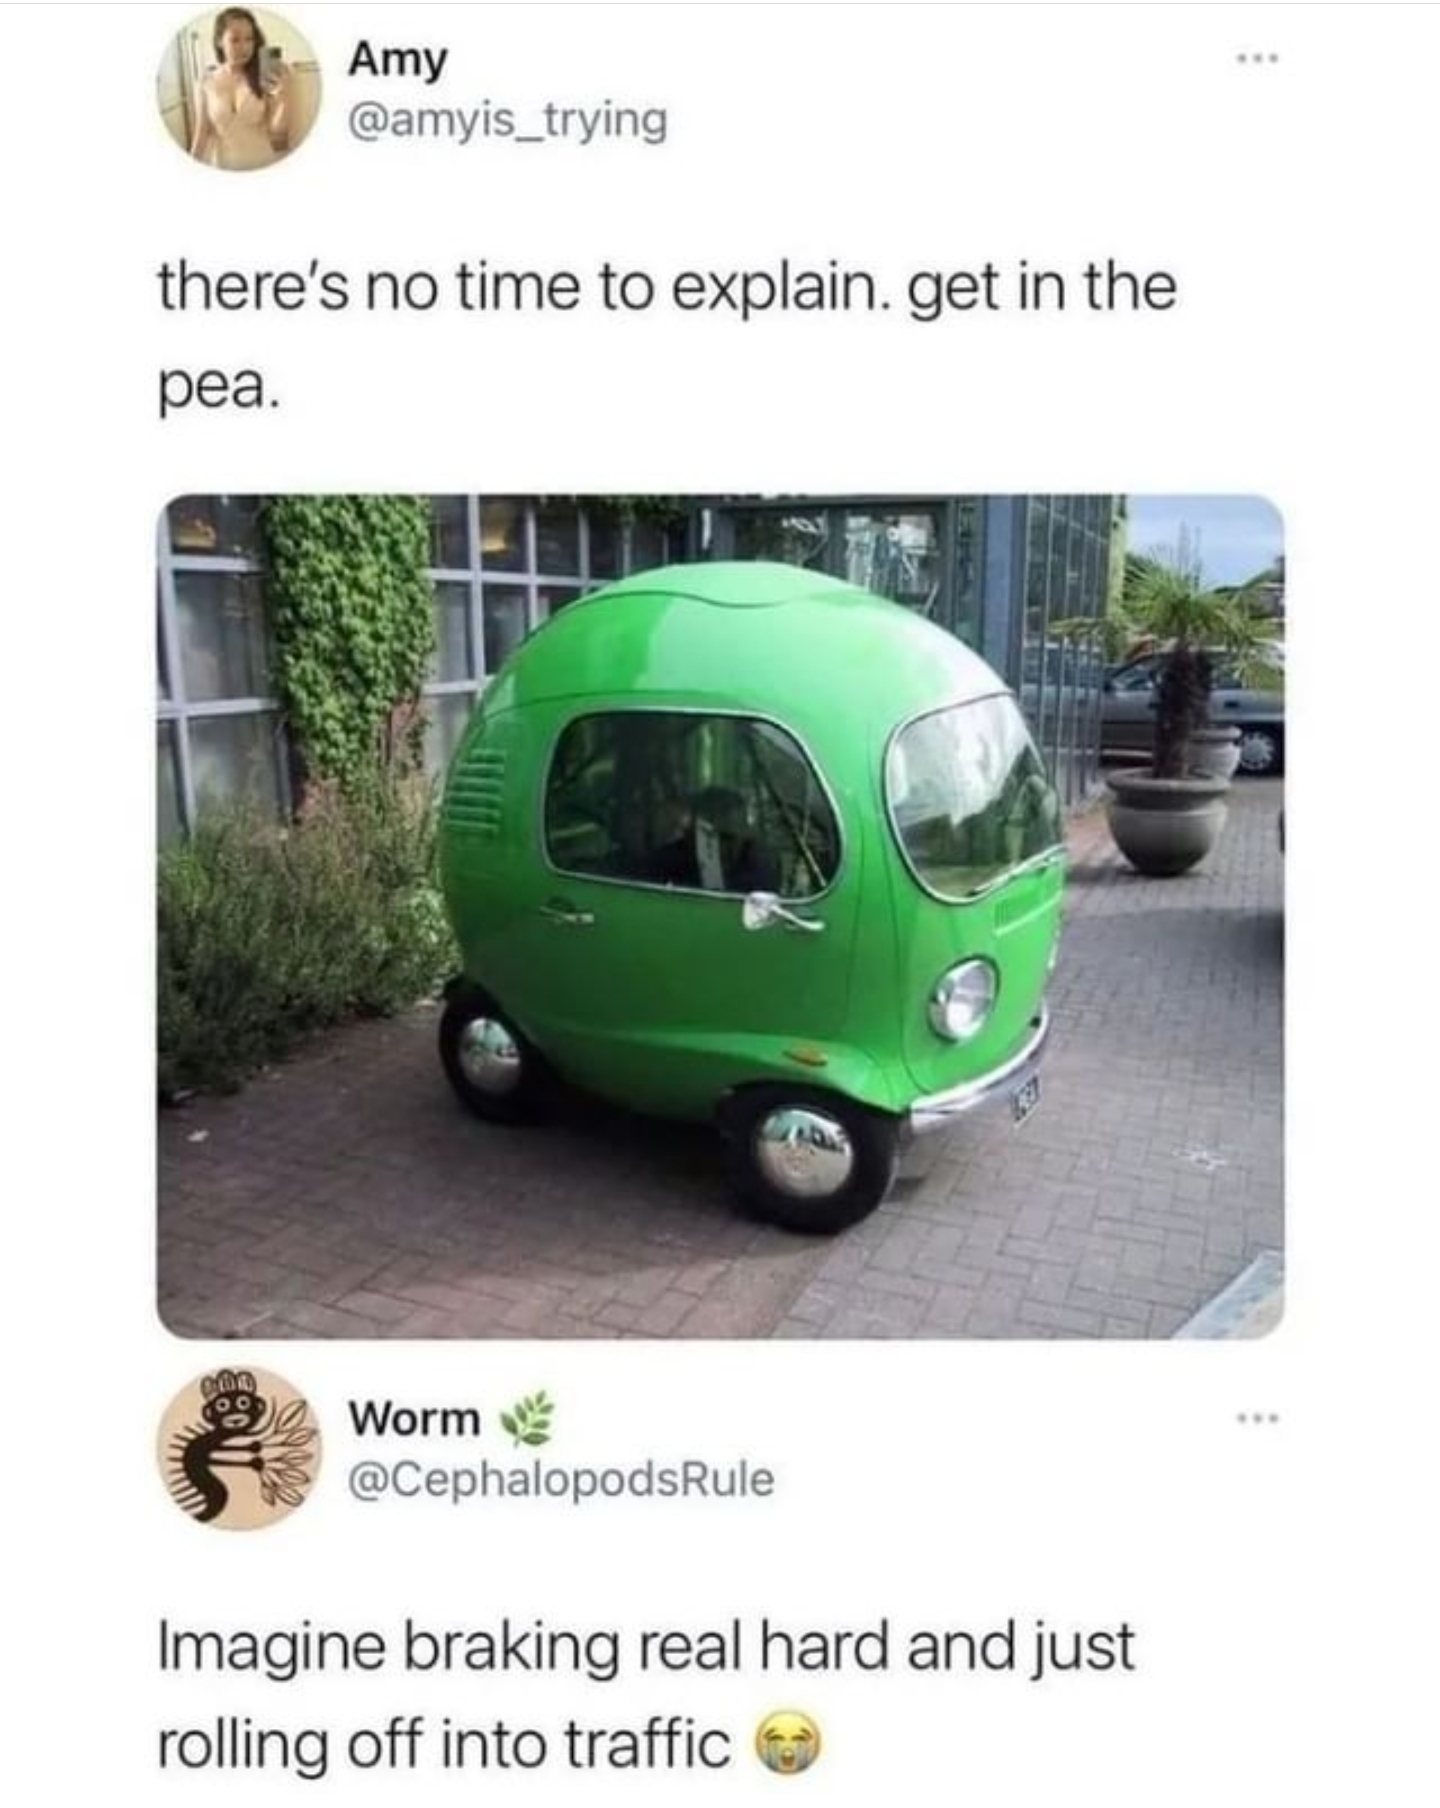 Amy
@amyis_trying
there's no time to explain. get in the
pea.
Worm 🌿
@CephalopodsRule
Imagine braking real hard and just
rolling off into traffic 😭